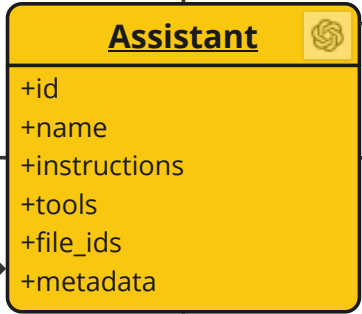 Assistant
+id
+name
+instructions
+tools
+file_ids
+metadata